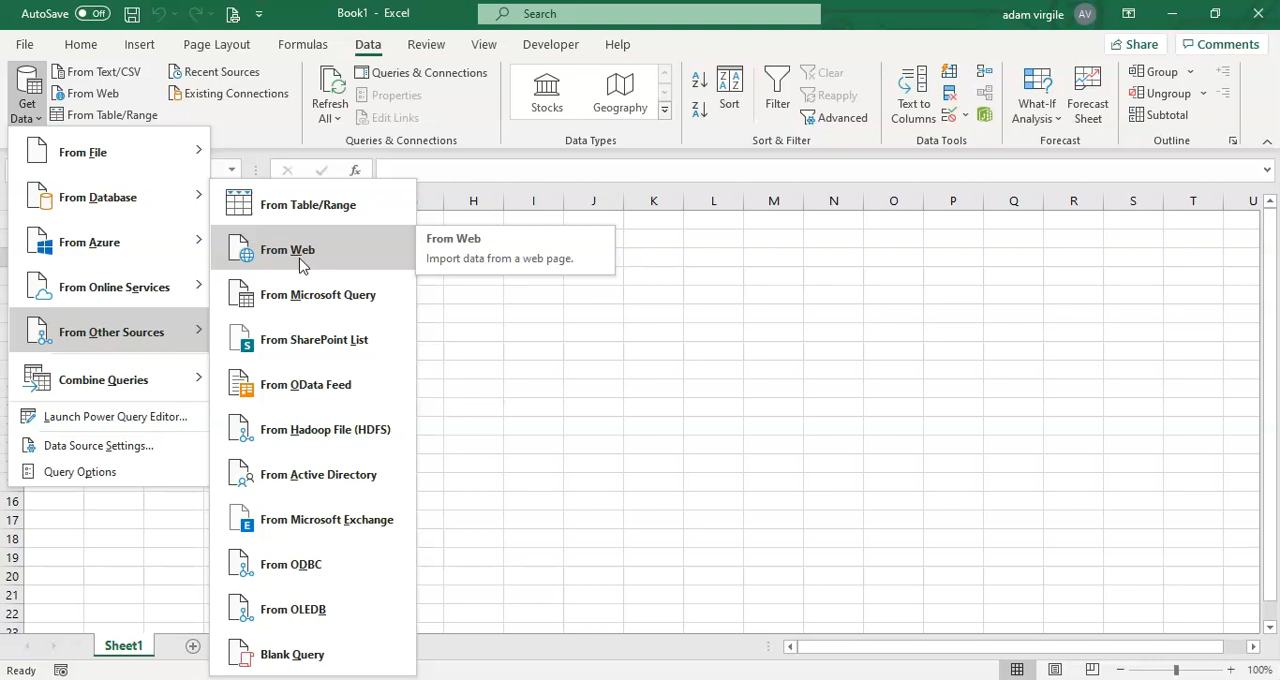 AutoSave Off Book1 - Excel Search adam virgile AV
File Home Insert Page Layout Formulas Data Review View Developer Help Share Comments
Get Data
From Text/CSV
From Web
From Table/Range
Recent Sources
Existing Connections
Refresh All
Queries & Connections
Properties
Edit Links
Queries & Connections
Stocks
Geography
Data Types
Sort
Filter
Clear
Reapply
Advanced
Sort & Filter
Text to Columns
Data Tools
What-If Analysis
Forecast Sheet
Forecast
Group
Ungroup
Subtotal
Outline
fx
From File
From Database
From Azure
From Online Services
From Other Sources
Combine Queries
Launch Power Query Editor...
Data Source Settings...
Query Options
From Table/Range
From Web
From Microsoft Query
From SharePoint List
From OData Feed
From Hadoop File (HDFS)
From Active Directory
From Microsoft Exchange
From ODBC
From OLEDB
Blank Query
From Web
Import data from a web page.
H I J K L M N O P Q R S T U
16
17
18
19
20
21
22
23
Sheet1
Ready 100%